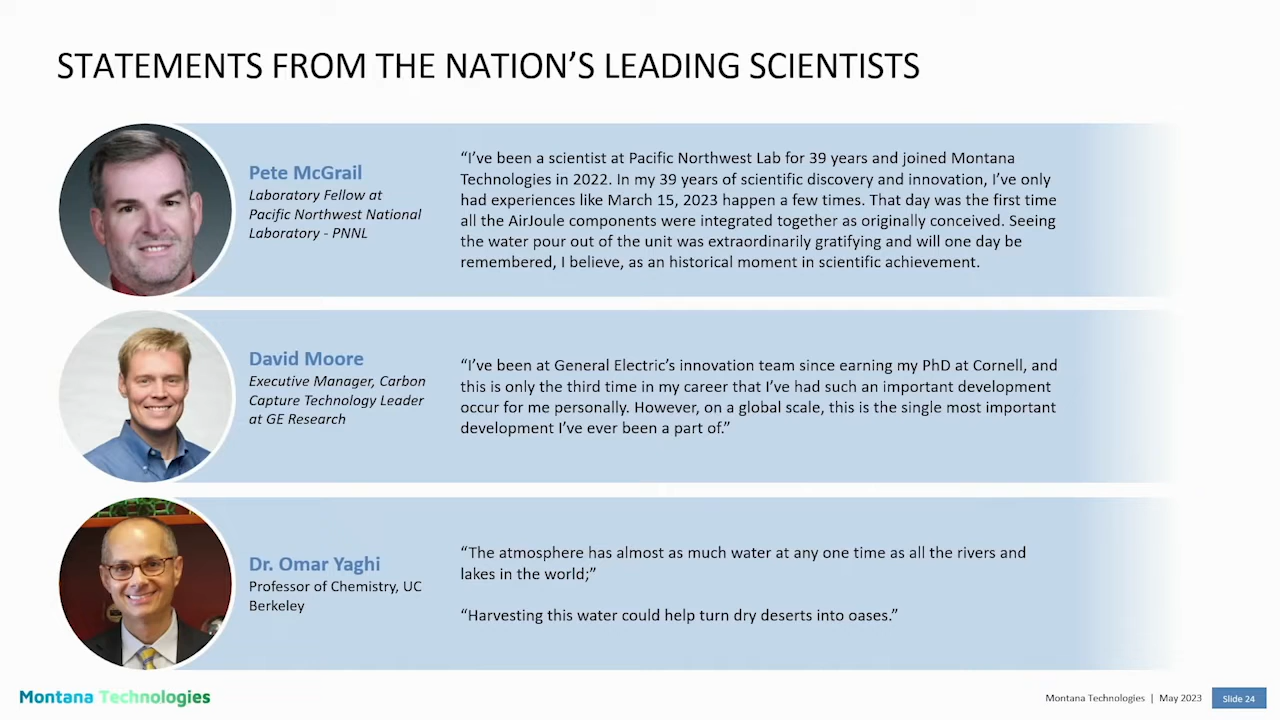 STATEMENTS FROM THE NATION’S LEADING SCIENTISTS
Pete McGrail
Laboratory Fellow at
Pacific Northwest National
Laboratory - PNNL
“I’ve been a scientist at Pacific Northwest Lab for 39 years and joined Montana
Technologies in 2022. In my 39 years of scientific discovery and innovation, I’ve only
had experiences like March 15, 2023 happen a few times. That day was the first time
all the AirJoule components were integrated together as originally conceived. Seeing
the water pour out of the unit was extraordinarily gratifying and will one day be
remembered, I believe, as an historical moment in scientific achievement.
David Moore
Executive Manager, Carbon
Capture Technology Leader
at GE Research
“I’ve been at General Electric’s innovation team since earning my PhD at Cornell, and
this is only the third time in my career that I’ve had such an important development
occur for me personally. However, on a global scale, this is the single most important
development I’ve ever been a part of.”
Dr. Omar Yaghi
Professor of Chemistry, UC
Berkeley
“The atmosphere has almost as much water at any one time as all the rivers and
lakes in the world;”
“Harvesting this water could help turn dry deserts into oases.”
Montana Technologies
Montana Technologies | May 2023
Slide 24